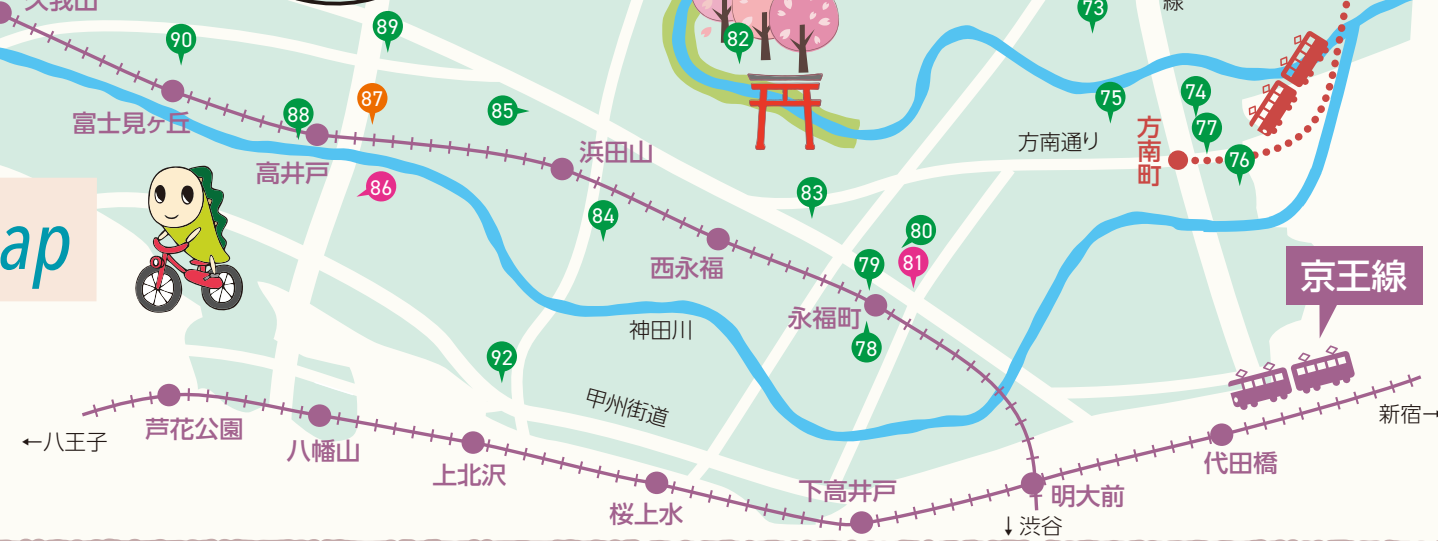 久我山
89
73
線
90
82
87
88
85
75
74
77
76
富士見ヶ丘
高井戸
浜田山
方南通り
方南町
86
84
83
80
81
79
ap
西永福
永福町
78
京王線
神田川
92
甲州街道
芦花公園
←八王子
八幡山
上北沢
桜上水
下高井戸
明大前
代田橋
新宿→
↓渋谷